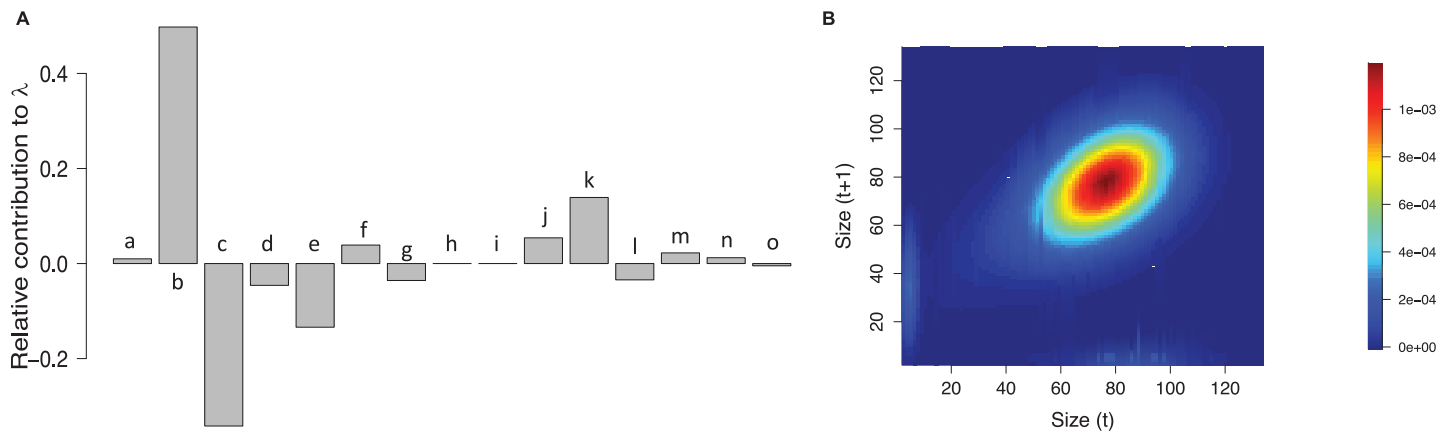 A
Relative contribution to λ
0.4
0.2
0.0
−0.2
a
b
c
d
e
f
g
h
i
j
k
l
m
n
o
B
Size (t+1)
120
100
80
60
40
20
20 40 60 80 100 120
Size (t)
1e−03
8e−04
6e−04
4e−04
2e−04
0e+00